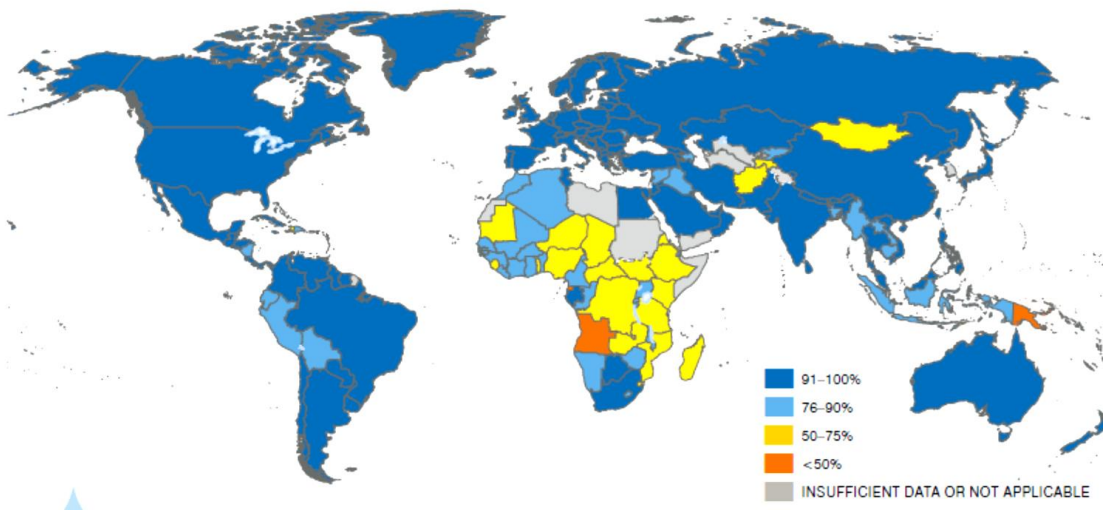 91–100%
76–90%
50–75%
<50%
INSUFFICIENT DATA OR NOT APPLICABLE